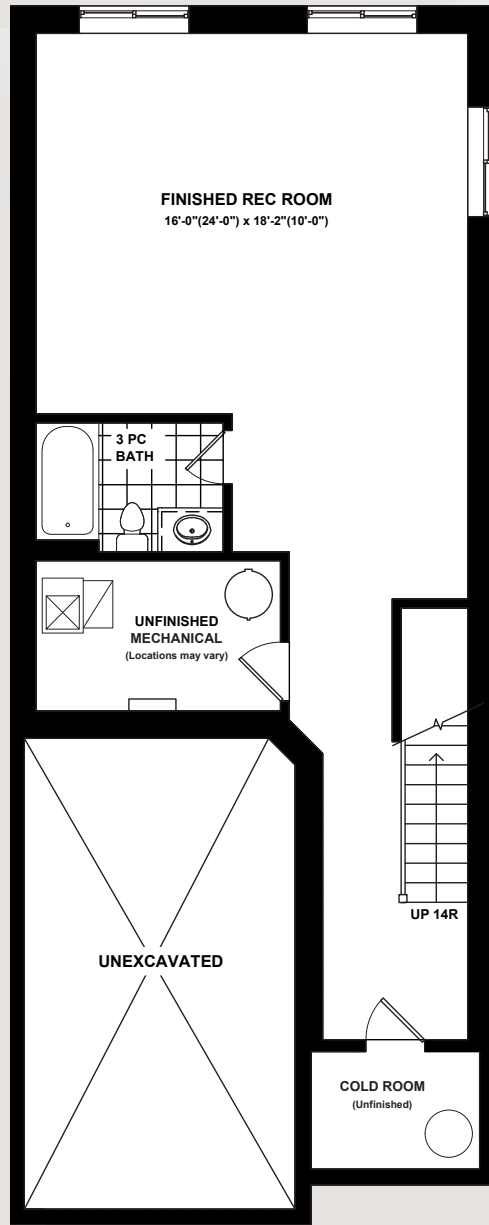 FINISHED REC ROOM
16'-0"(24'-0") x 18'-2"(10'-0")
3 PC
BATH
UNFINISHED
MECHANICAL
(Locations may vary)
UP 14R
UNEXCAVATED
COLD ROOM
(Unfinished)